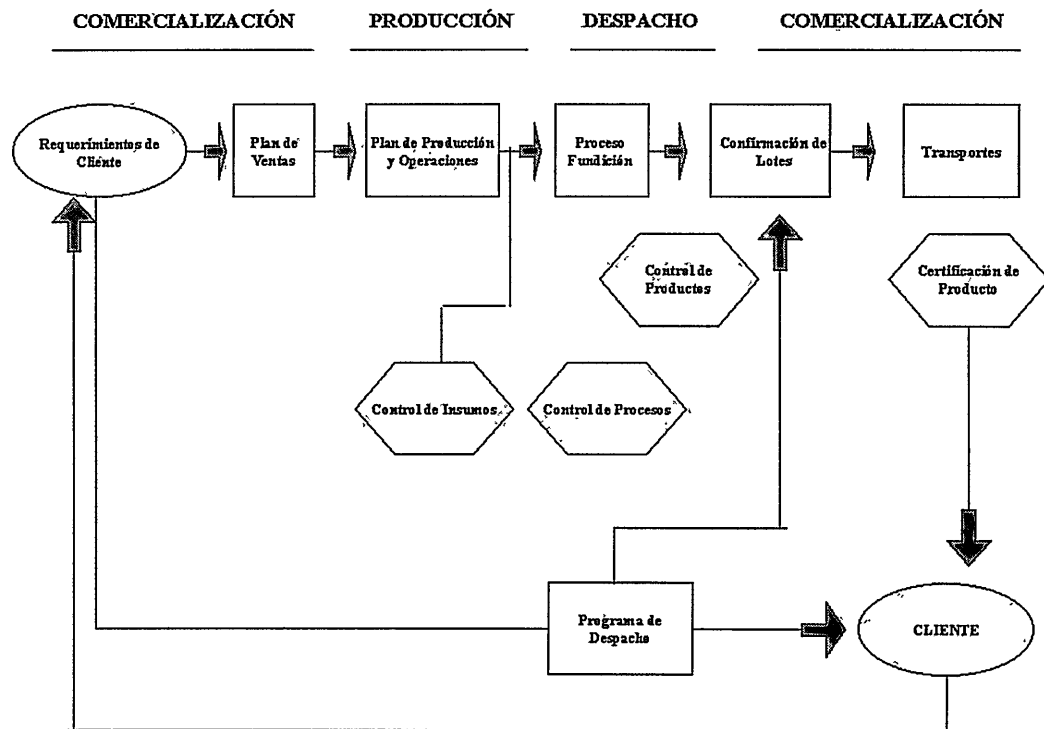 COMERCIALIZACIÓN
PRODUCCIÓN
DESPACHO
COMERCIALIZACIÓN
Requerimientos de
Cliente
Plan de
Ventas
Plan de Producción
y Operaciones
Proceso
Fundición
Confirmación de
Lotes
Transportes
Control de
Productos
Certificación de
Producto
Control de Insumos
Control de Procesos
Programa de
Despacho
CLIENTE